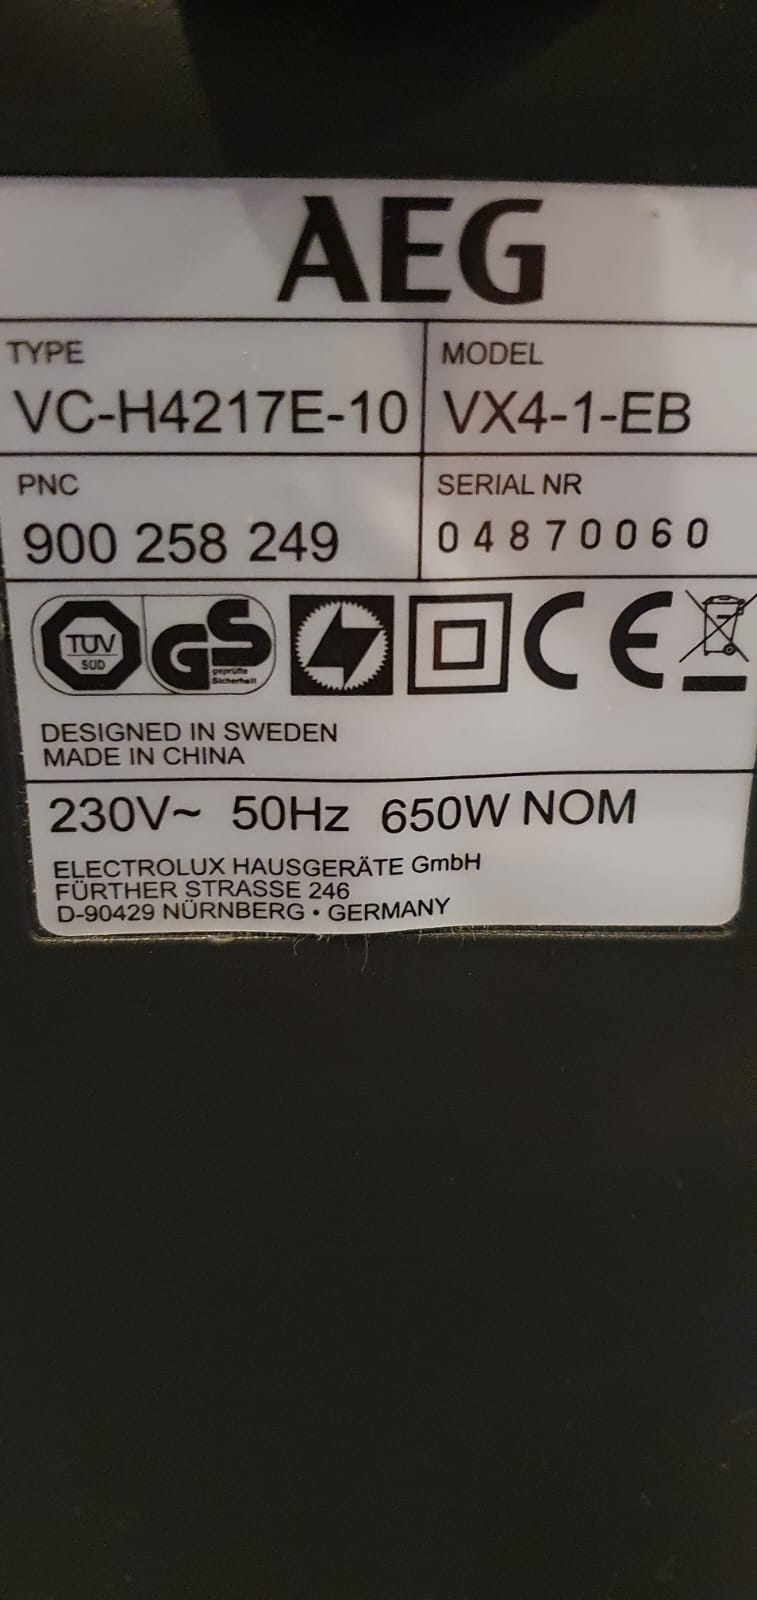 AEG
TYPE
VC-H4217E-10
MODEL
VX4-1-EB
PNC
900 258 249
SERIAL NR
04870060
TÜV
SÜD
GS
geprüfte
Sicherheit
CE
DESIGNED IN SWEDEN
MADE IN CHINA
230V~ 50Hz 650W NOM
ELECTROLUX HAUSGERÄTE GmbH
FÜRTHER STRASSE 246
D-90429 NÜRNBERG • GERMANY